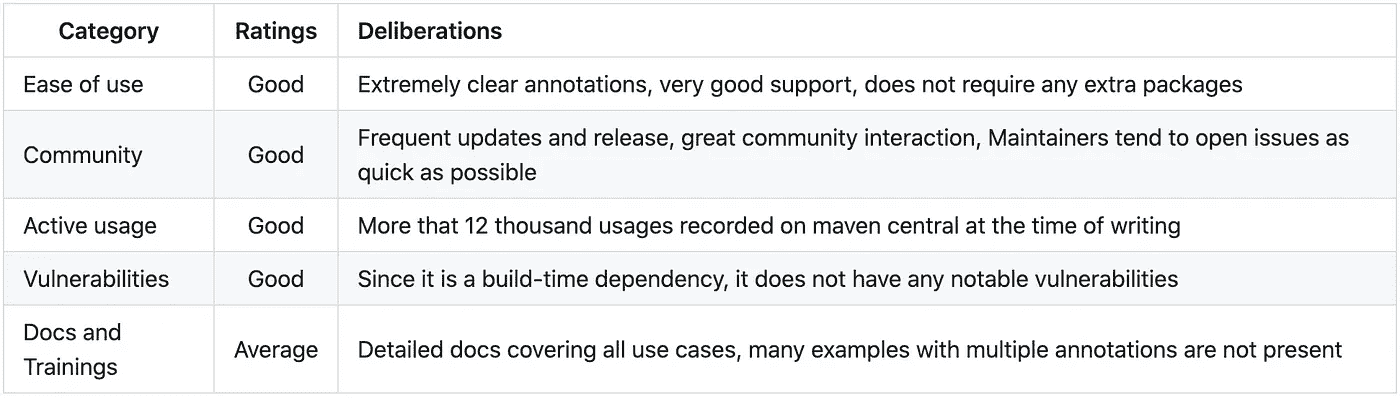 Category Ratings Deliberations
Ease of use Good Extremely clear annotations, very good support, does not require any extra packages
Community Good Frequent updates and release, great community interaction, Maintainers tend to open issues as
quick as possible
Active usage Good More that 12 thousand usages recorded on maven central at the time of writing
Vulnerabilities Good Since it is a build-time dependency, it does not have any notable vulnerabilities
Docs and
Trainings Average Detailed docs covering all use cases, many examples with multiple annotations are not present